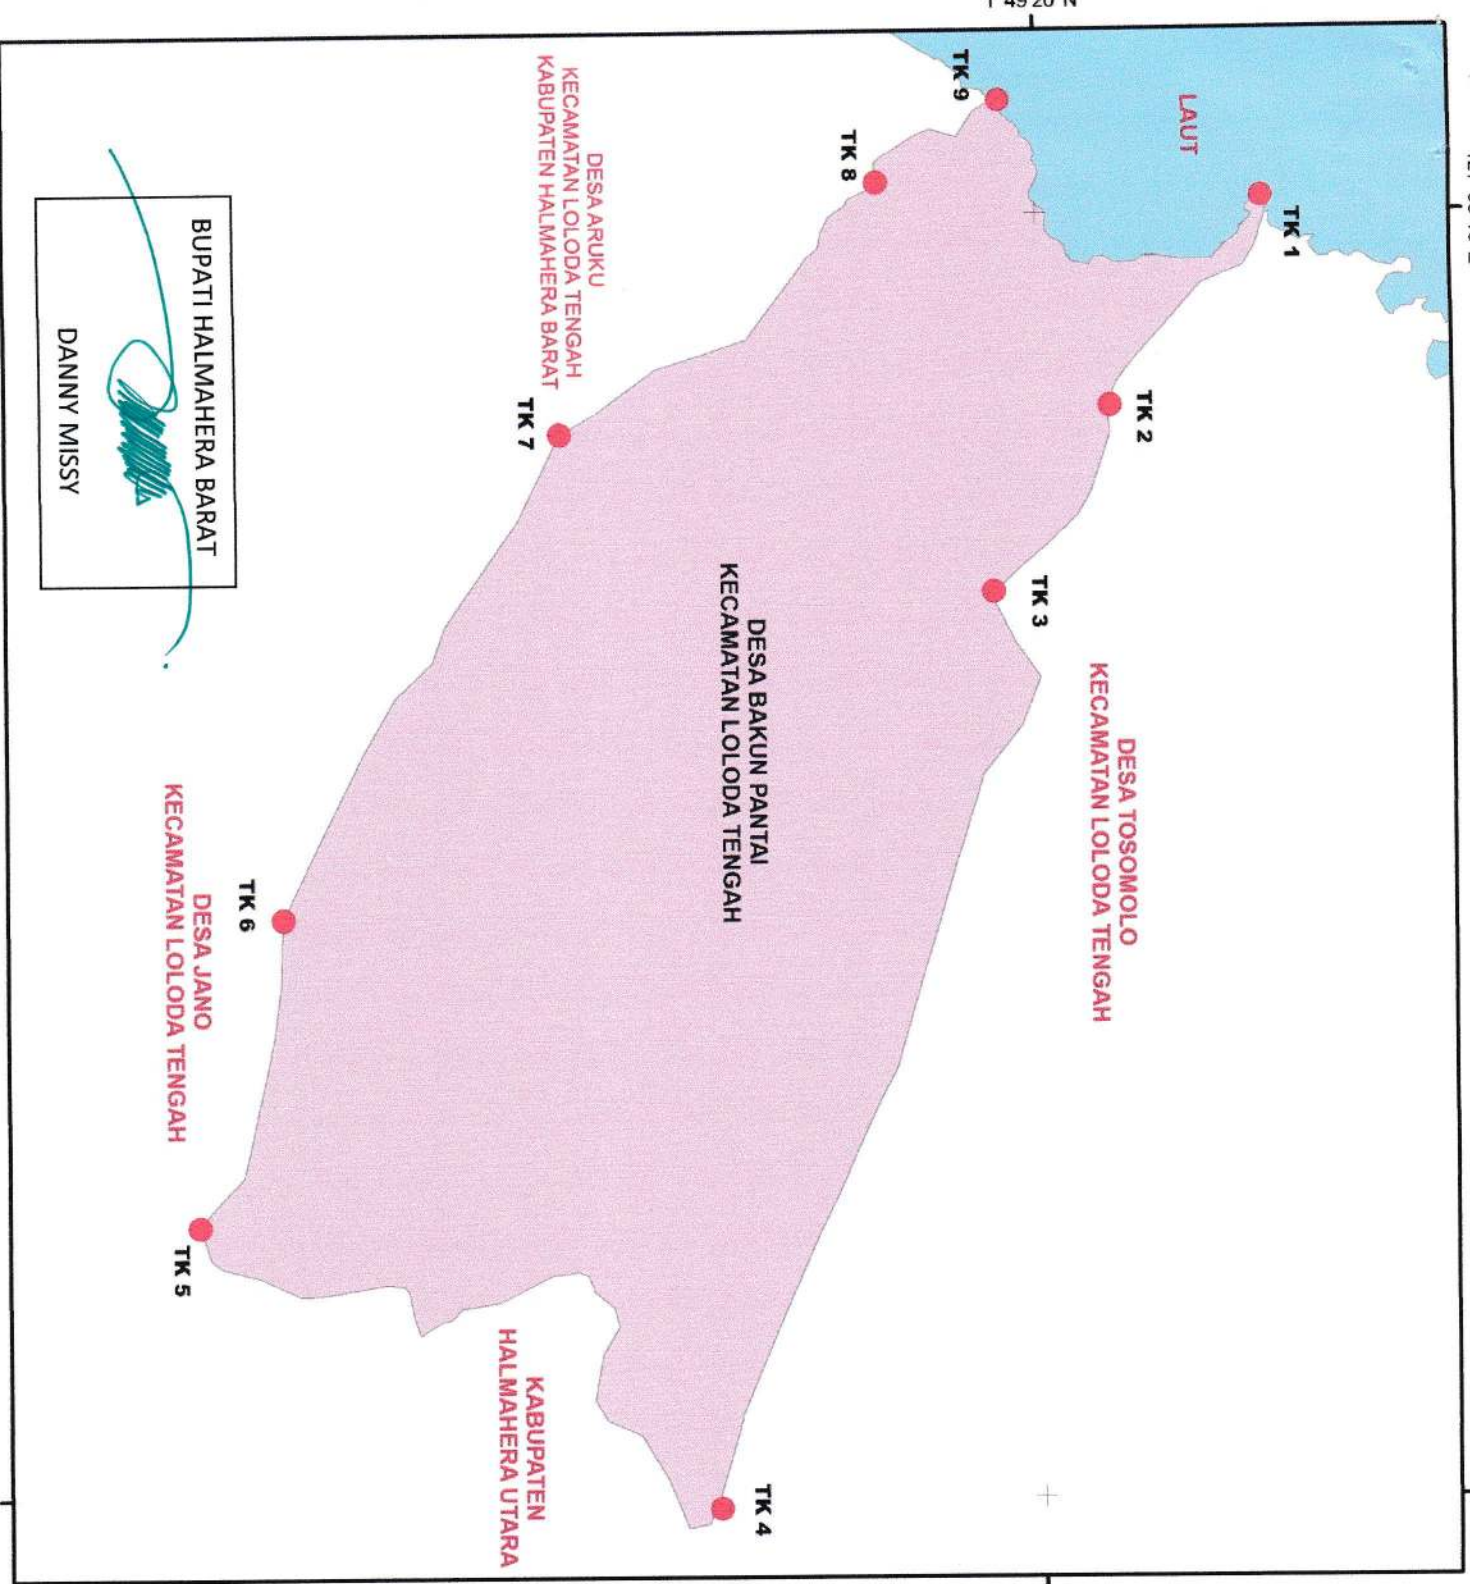 LAUT
TK 1
TK 2
TK 3
TK 4
TK 5
TK 6
TK 7
TK 8
TK 9
DESA TOSOMOLO
KECAMATAN LOLODA TENGAH
DESA BAKUN PANTAI
KECAMATAN LOLODA TENGAH
DESA ARUKU
KECAMATAN LOLODA TENGAH
KABUPATEN HALMAHERA BARAT
DESA JANO
KECAMATAN LOLODA TENGAH
KABUPATEN
HALMAHERA UTARA
BUPATI HALMAHERA BARAT
DANNY MISSY